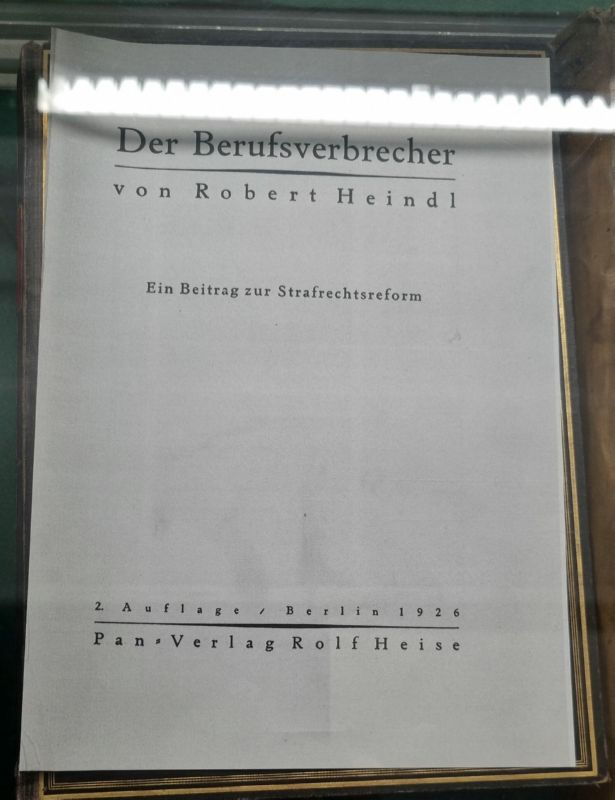 Der Berufsverbrecher
von Robert Heindl
Ein Beitrag zur Strafrechtsreform
2. Auflage / Berlin 1926
Pan=Verlag Rolf Heise